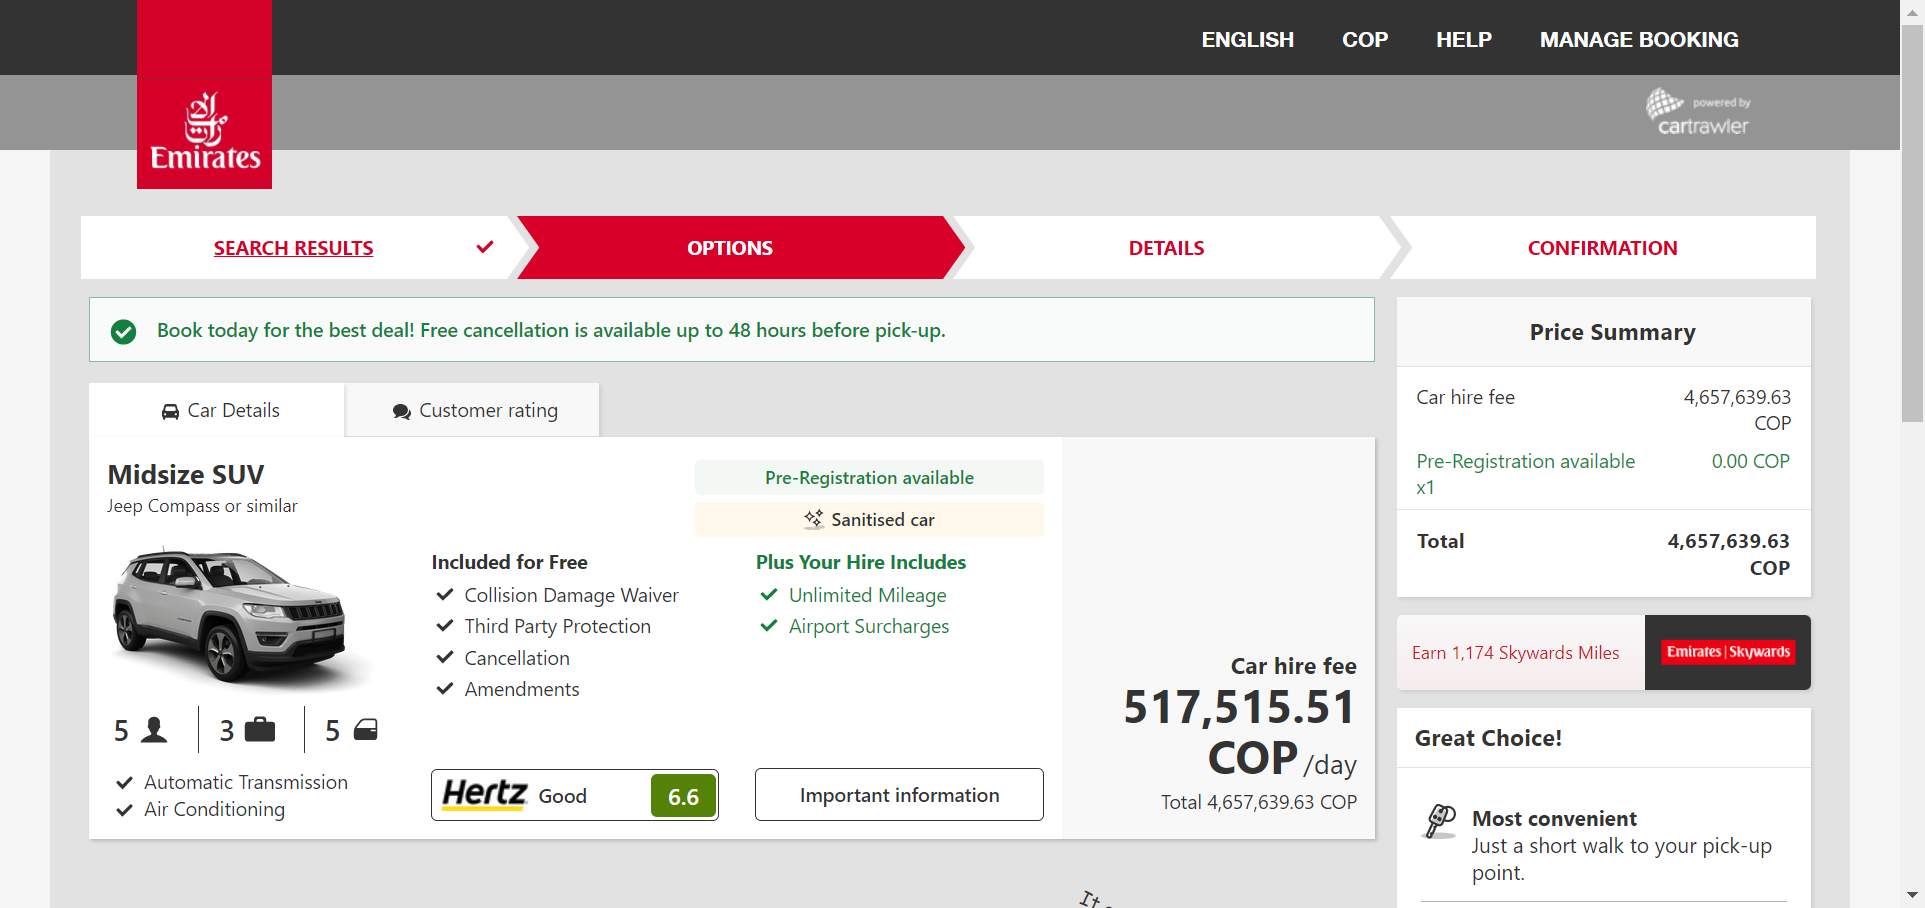 ENGLISH COP HELP MANAGE BOOKING
Emirates
powered by
cartrawler
SEARCH RESULTS OPTIONS DETAILS CONFIRMATION
Book today for the best deal! Free cancellation is available up to 48 hours before pick-up.
Car Details Customer rating
Midsize SUV
Jeep Compass or similar
Pre-Registration available
Sanitised car
Included for Free
Collision Damage Waiver
Third Party Protection
Cancellation
Amendments
Plus Your Hire Includes
Unlimited Mileage
Airport Surcharges
5 3 5
Automatic Transmission
Air Conditioning
Hertz Good 6.6
Important information
Car hire fee
517,515.51
COP /day
Total 4,657,639.63 COP
Price Summary
Car hire fee 4,657,639.63
COP
Pre-Registration available 0.00 COP
x1
Total 4,657,639.63
COP
Earn 1,174 Skywards Miles Emirates | Skywards
Great Choice!
Most convenient
Just a short walk to your pick-up
point.